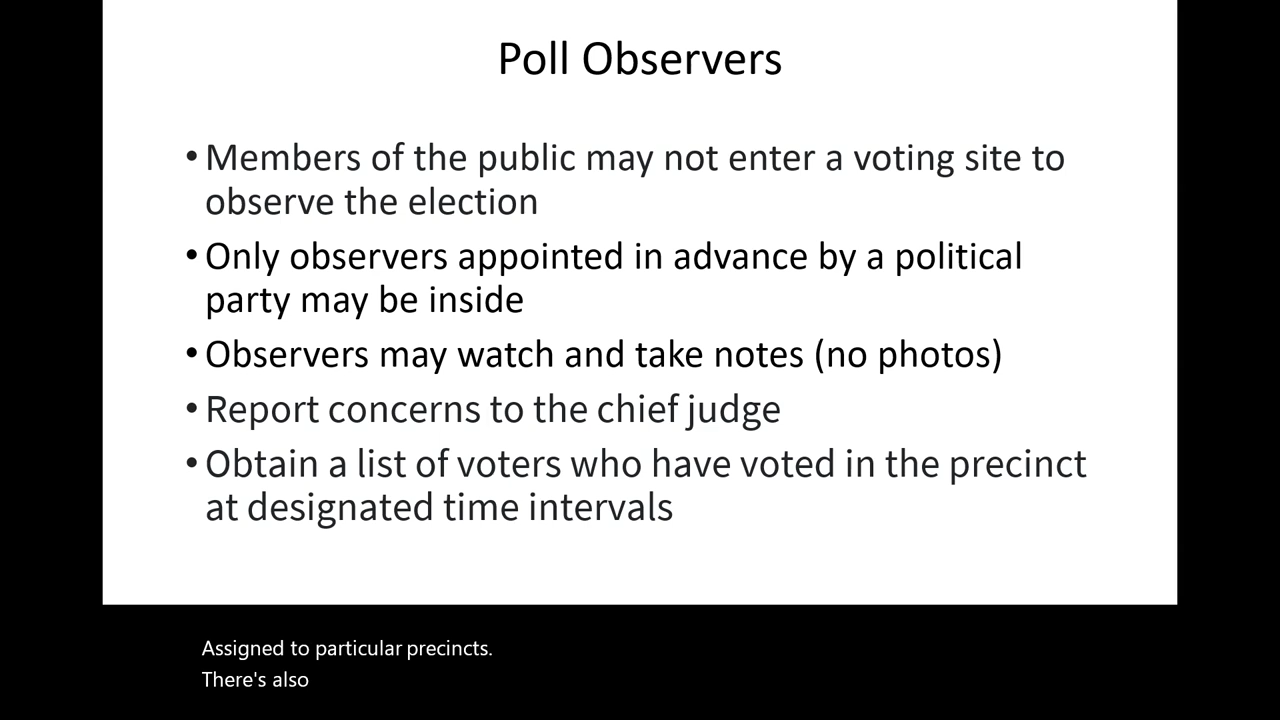 Poll Observers
• Members of the public may not enter a voting site to
observe the election
• Only observers appointed in advance by a political
party may be inside
• Observers may watch and take notes (no photos)
• Report concerns to the chief judge
• Obtain a list of voters who have voted in the precinct
at designated time intervals
Assigned to particular precincts.
There's also